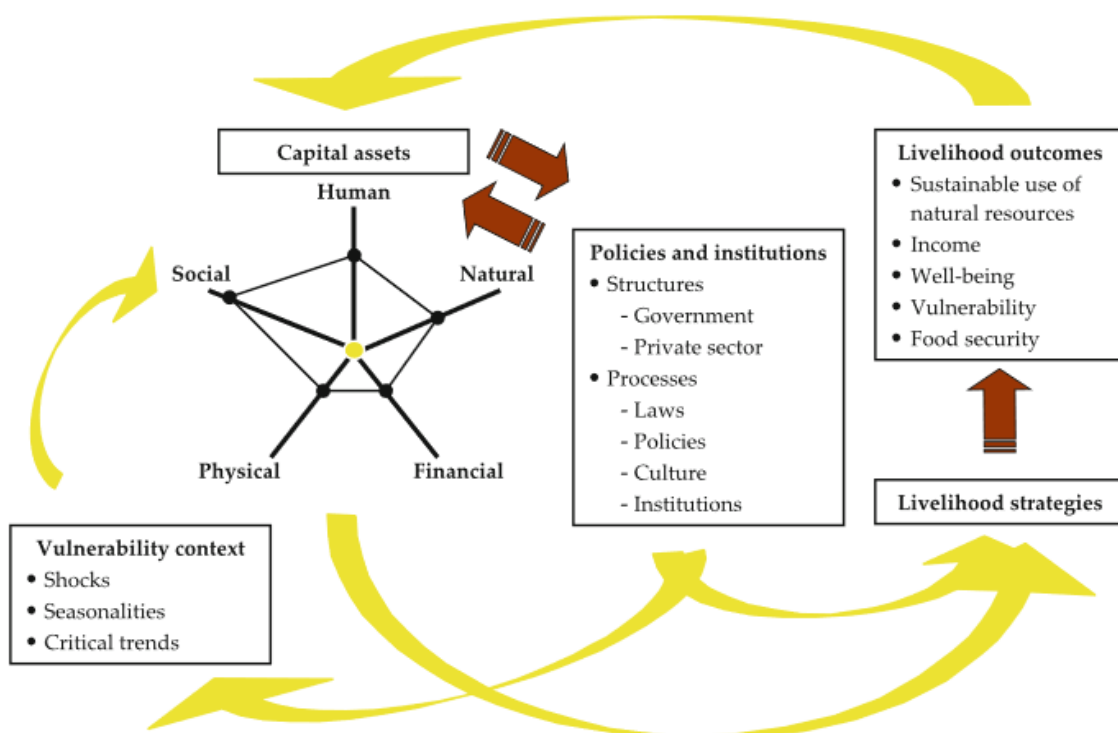 Capital assets
Human
Social
Natural
Physical
Financial
Vulnerability context
• Shocks
• Seasonalities
• Critical trends
Policies and institutions
• Structures
- Government
- Private sector
• Processes
- Laws
- Policies
- Culture
- Institutions
Livelihood outcomes
• Sustainable use of
natural resources
• Income
• Well-being
• Vulnerability
• Food security
Livelihood strategies